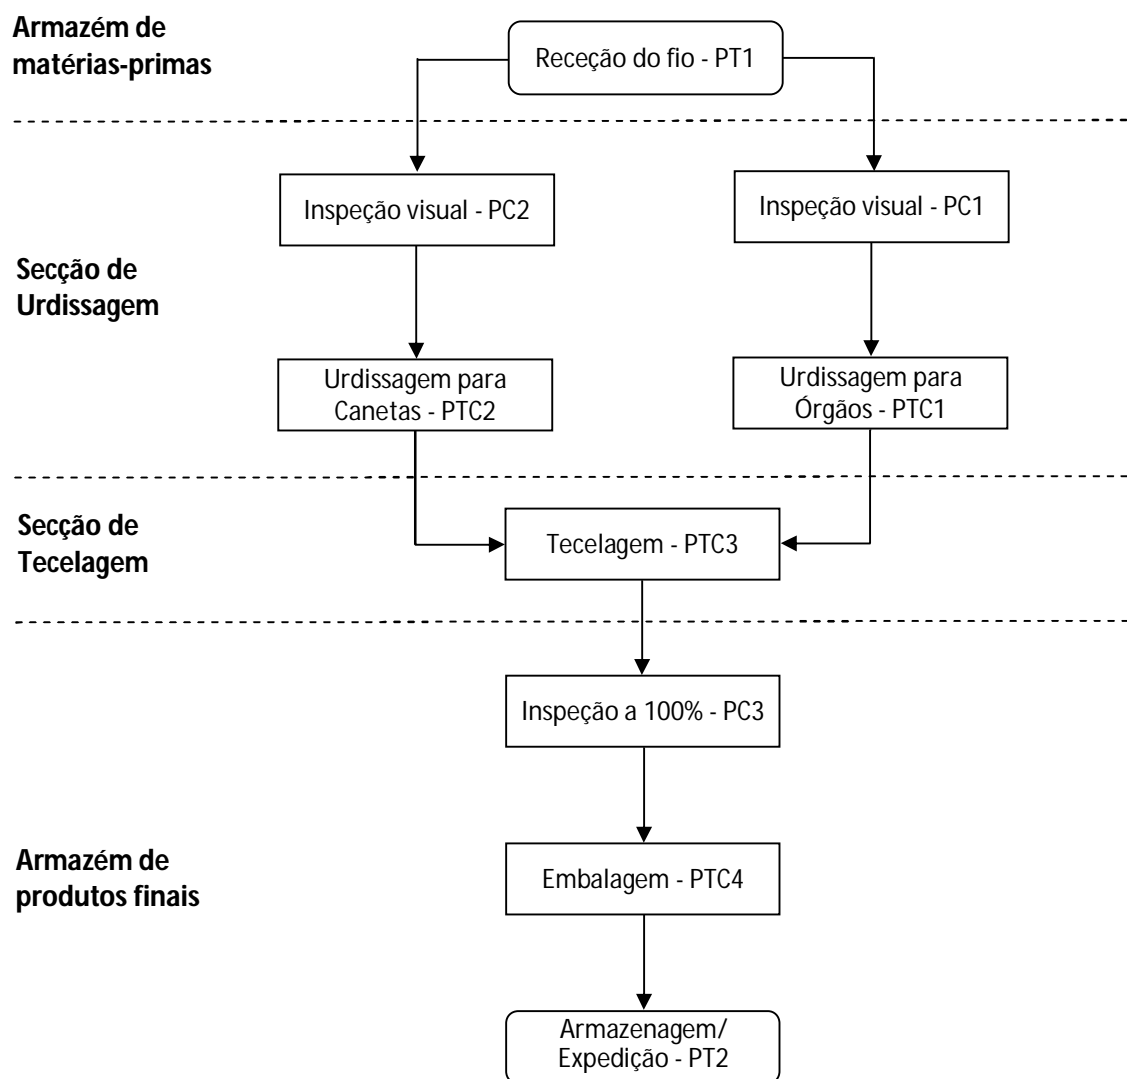 Armazém de
matérias-primas
Receção do fio - PT1
Inspeção visual - PC2
Inspeção visual - PC1
Secção de
Urdissagem
Urdissagem para
Canetas - PTC2
Urdissagem para
Órgãos - PTC1
Secção de
Tecelagem
Tecelagem - PTC3
Inspeção a 100% - PC3
Armazém de
produtos finais
Embalagem - PTC4
Armazenagem/
Expedição - PT2